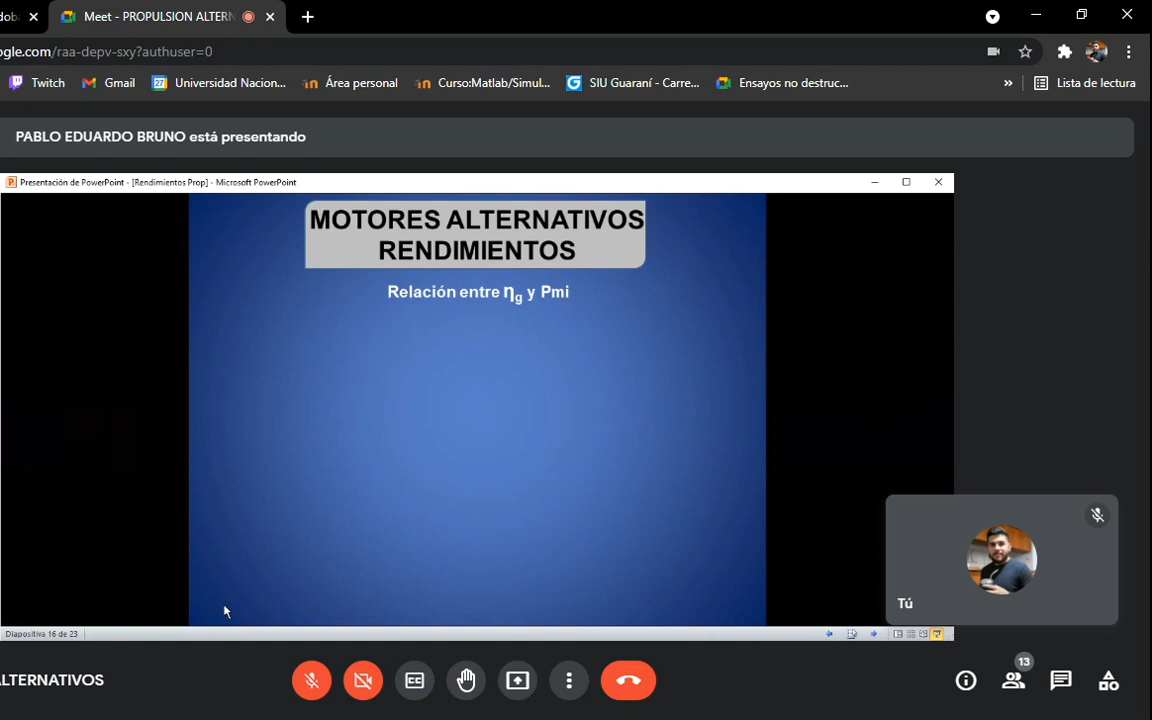 dob
Meet - PROPULSION ALTERN
gle.com/raa-depv-sxy?authuser=0
Twitch
Gmail
27
Universidad Nacion...
Área personal
Curso:Matlab/Simul...
SIU Guaraní - Carre...
Ensayos no destruc...
»
Lista de lectura
PABLO EDUARDO BRUNO está presentando
Presentación de PowerPoint - [Rendimientos Prop] - Microsoft PowerPoint
MOTORES ALTERNATIVOS
RENDIMIENTOS
Relación entre ηg y Pmi
Tú
Diapositiva 16 de 23
LTERNATIVOS
13